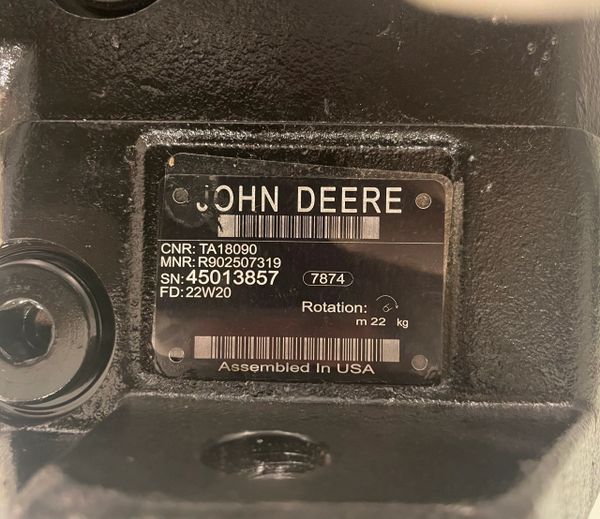 JOHN DEERE
CNR: TA18090
MNR: R902507319
SN: 45013857 7874
FD: 22W20
Rotation:
m 22 kg
Assembled In USA